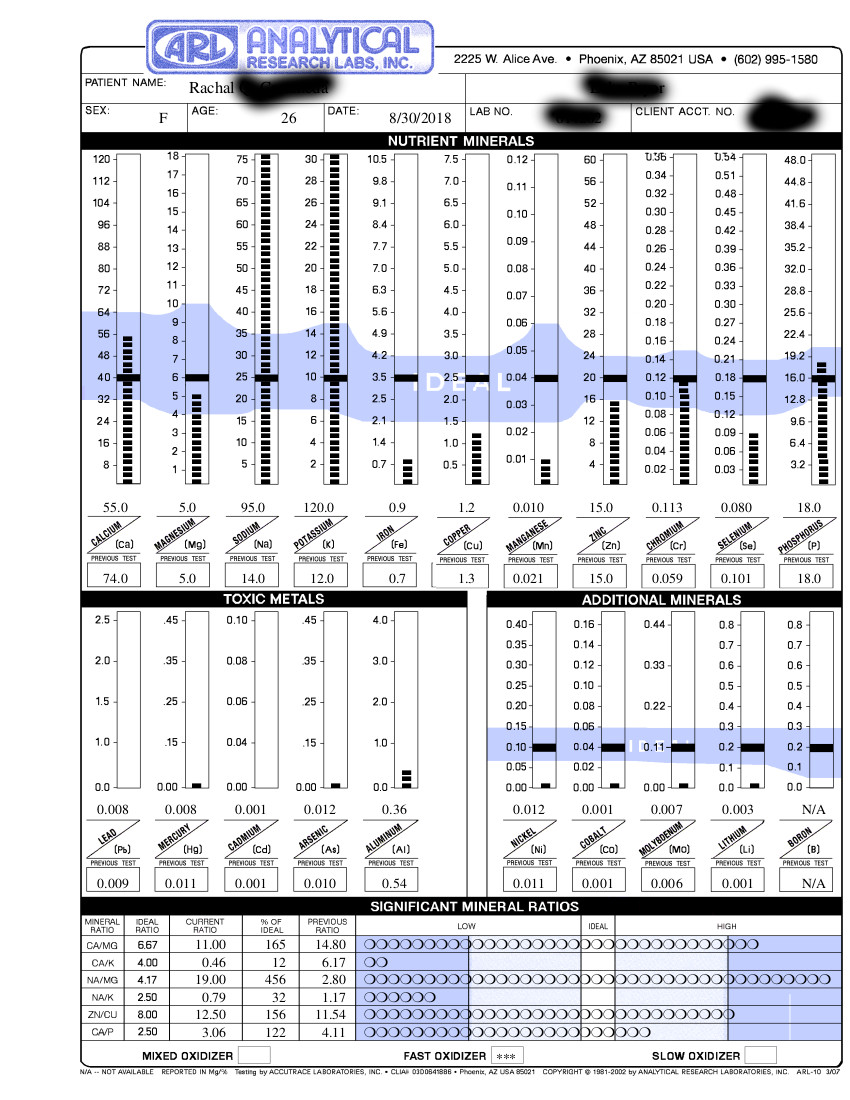 ARL ANALYTICAL
RESEARCH LABS, INC.
2225 W. Alice Ave. • Phoenix, AZ 85021 USA • (602) 995-1580
PATIENT NAME: Rachal
SEX: F AGE: 26 DATE: 8/30/2018 LAB NO. CLIENT ACCT. NO.
NUTRIENT MINERALS
120 18 75 30 10.5 7.5 0.12 60 0.36 0.54 48.0
112 17 70 28 9.8 7.0 0.11 56 0.34 0.51 44.8
104 16 65 26 9.1 6.5 0.10 52 0.32 0.48 41.6
96 15 60 24 8.4 6.0 0.09 48 0.30 0.45 38.4
88 14 55 22 7.7 5.5 0.08 44 0.28 0.42 35.2
80 13 50 20 7.0 5.0 0.07 40 0.26 0.39 32.0
72 12 45 18 6.3 4.5 0.06 36 0.24 0.36 28.8
64 11 40 16 5.6 4.0 0.05 32 0.22 0.33 25.6
56 10 35 14 4.9 3.5 0.04 28 0.20 0.30 22.4
48 9 30 12 4.2 3.0 0.03 24 0.18 0.27 19.2
40 8 25 10 3.5 2.5 0.02 20 0.16 0.24 16.0
32 7 20 8 2.8 2.0 0.01 16 0.14 0.21 12.8
24 6 15 6 2.1 1.5 12 0.12 0.18 9.6
16 5 10 4 1.4 1.0 8 0.10 0.15 6.4
8 4 5 2 0.7 0.5 4 0.08 0.12 3.2
3 0.06 0.09
2 0.04 0.06
1 0.02 0.03
IDEAL
55.0 5.0 95.0 120.0 0.9 1.2 0.010 15.0 0.113 0.080 18.0
CALCIUM MAGNESIUM SODIUM POTASSIUM IRON COPPER MANGANESE ZINC CHROMIUM SELENIUM PHOSPHORUS
(Ca) (Mg) (Na) (K) (Fe) (Cu) (Mn) (Zn) (Cr) (Se) (P)
PREVIOUS TEST PREVIOUS TEST PREVIOUS TEST PREVIOUS TEST PREVIOUS TEST PREVIOUS TEST PREVIOUS TEST PREVIOUS TEST PREVIOUS TEST PREVIOUS TEST PREVIOUS TEST
74.0 5.0 14.0 12.0 0.7 1.3 0.021 15.0 0.059 0.101 18.0
TOXIC METALS
2.5 .45 0.10 .45 4.0
2.0 .35 0.08 .35 3.0
1.5 .25 0.06 .25 2.0
1.0 .15 0.04 .15 1.0
0.0 0.00 0.00 0.00 0.0
0.008 0.008 0.001 0.012 0.36
LEAD MERCURY CADMIUM ARSENIC ALUMINUM
(Pb) (Hg) (Cd) (As) (Al)
PREVIOUS TEST PREVIOUS TEST PREVIOUS TEST PREVIOUS TEST PREVIOUS TEST
0.009 0.011 0.001 0.010 0.54
ADDITIONAL MINERALS
0.40 0.16 0.44 0.8 0.8
0.35 0.14 0.33 0.7 0.7
0.30 0.12 0.22 0.6 0.6
0.25 0.10 0.11 0.5 0.5
0.20 0.08 0.00 0.4 0.4
0.15 0.06 0.3 0.3
0.10 0.04 0.2 0.2
0.05 0.02 0.1 0.1
0.00 0.00 0.0 0.0
IDEAL
0.012 0.001 0.007 0.003 N/A
NICKEL COBALT MOLYBDENUM LITHIUM BORON
(Ni) (Co) (Mo) (Li) (B)
PREVIOUS TEST PREVIOUS TEST PREVIOUS TEST PREVIOUS TEST PREVIOUS TEST
0.011 0.001 0.006 0.001 N/A
SIGNIFICANT MINERAL RATIOS
MINERAL RATIO IDEAL RATIO CURRENT RATIO % OF IDEAL PREVIOUS RATIO LOW IDEAL HIGH
CA/MG 6.67 11.00 165 14.80
CA/K 4.00 0.46 12 6.17
NA/MG 4.17 19.00 456 2.80
NA/K 2.50 0.79 32 1.17
ZN/CU 8.00 12.50 156 11.54
CA/P 2.50 3.06 122 4.11
MIXED OXIDIZER FAST OXIDIZER *** SLOW OXIDIZER
N/A -- NOT AVAILABLE REPORTED IN Mg/% Testing by ACCUTRACE LABORATORIES, INC. • CLIA# 0300641886 • Phoenix, AZ USA 85021 COPYRIGHT © 1981-2002 by ANALYTICAL RESEARCH LABORATORIES, INC. ARL-10 3/07